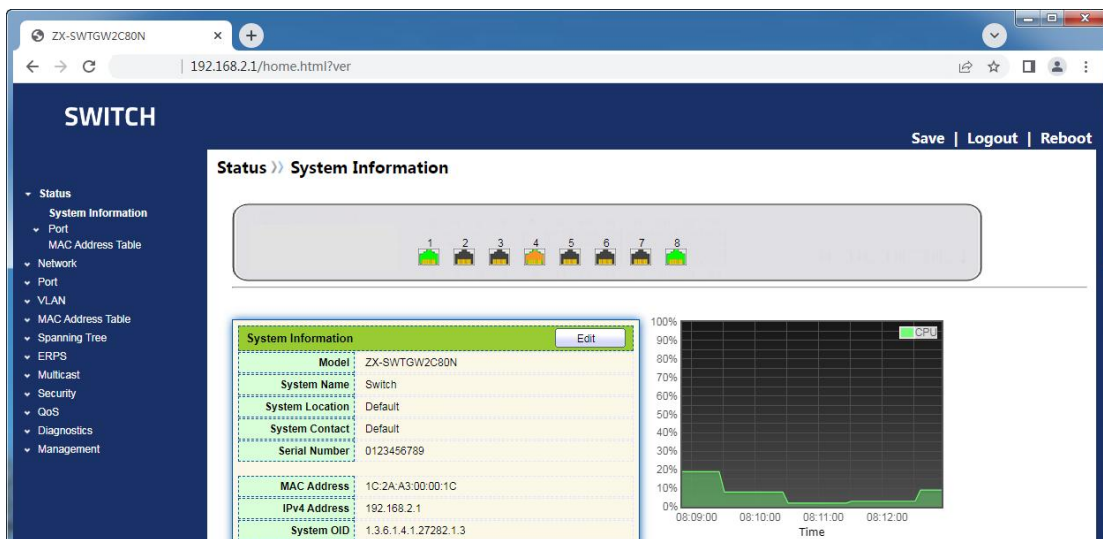 ZX-SWTGW2C80N
192.168.2.1/home.html?ver
SWITCH
Save | Logout | Reboot
Status » System Information
Status
System Information
Port
MAC Address Table
Network
Port
VLAN
MAC Address Table
Spanning Tree
ERPS
Multicast
Security
QoS
Diagnostics
Management
1 2 3 4 5 6 7 8
System Information Edit
Model ZX-SWTGW2C80N
System Name Switch
System Location Default
System Contact Default
Serial Number 0123456789
MAC Address 1C:2A:A3:00:00:1C
IPv4 Address 192.168.2.1
System OID 1.3.6.1.4.1.27282.1.3
CPU
100%
90%
80%
70%
60%
50%
40%
30%
20%
10%
0%
08:09:00 08:10:00 08:11:00 08:12:00
Time